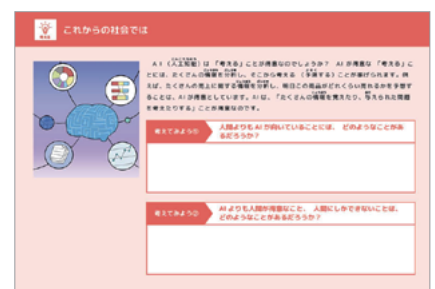 これからの社会では
AI(人工知能)は「考える」ことが得意なのでしょうか? AIが得意な「考える」こ
とには、たくさんの情報を分析し、そこから考える(予測する)ことが挙げられます。例
えば、たくさんの売上に関する情報を分析し、明日この商品がどれくらい売れるかを予想す
ることは、AIが得意としています。AIは、「たくさんの情報を覚えたり、与えられた問題
を考えたりする」ことが得意なのです。
考えてみよう①
人間よりもAIが向いていることには、どのようなことがあ
るだろうか?
考えてみよう②
AIよりも人間が得意なこと、人間にしかできないことは、
どのようなことがあるだろうか?